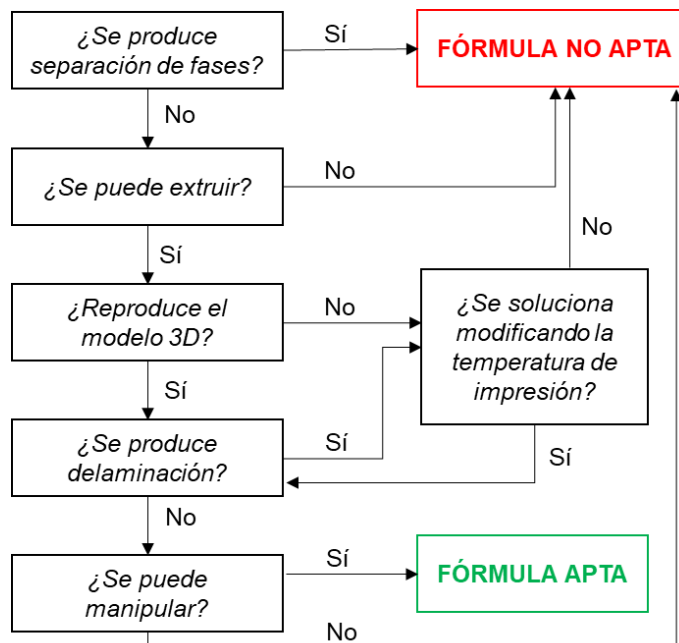 ¿Se produce
separación de fases?
Sí
FÓRMULA NO APTA
No
¿Se puede extruir?
No
No
Sí
¿Reproduce el
modelo 3D?
No
¿Se soluciona
modificando la
temperatura de
impresión?
Sí
¿Se produce
delaminación?
Sí
Sí
No
¿Se puede
manipular?
Sí
FÓRMULA APTA
No